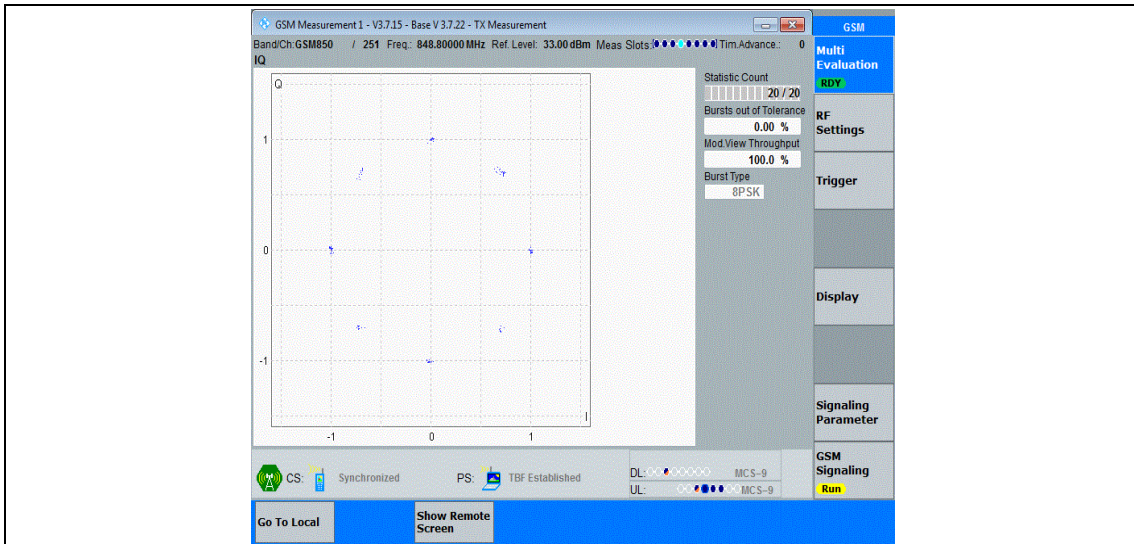 GSM Measurement 1 - V3.7.15 - Base V 3.7.22 - TX Measurement
GSM
Band/Ch:GSM850 / 251 Freq.: 848.80000 MHz Ref. Level: 33.00 dBm Meas Slots: Tim.Advance.: 0
IQ
Multi
Evaluation
RDY
Statistic Count
20 / 20
Bursts out of Tolerance
0.00 %
Mod.View Throughput
100.0 %
Burst Type
8PSK
Q
1
0
-1
I
-1 0 1
RF
Settings
Trigger
Display
Signaling
Parameter
GSM
Signaling
Run
CS: Synchronized PS: TBF Established
DL: MCS-9
UL: MCS-9
Go To Local
Show Remote
Screen